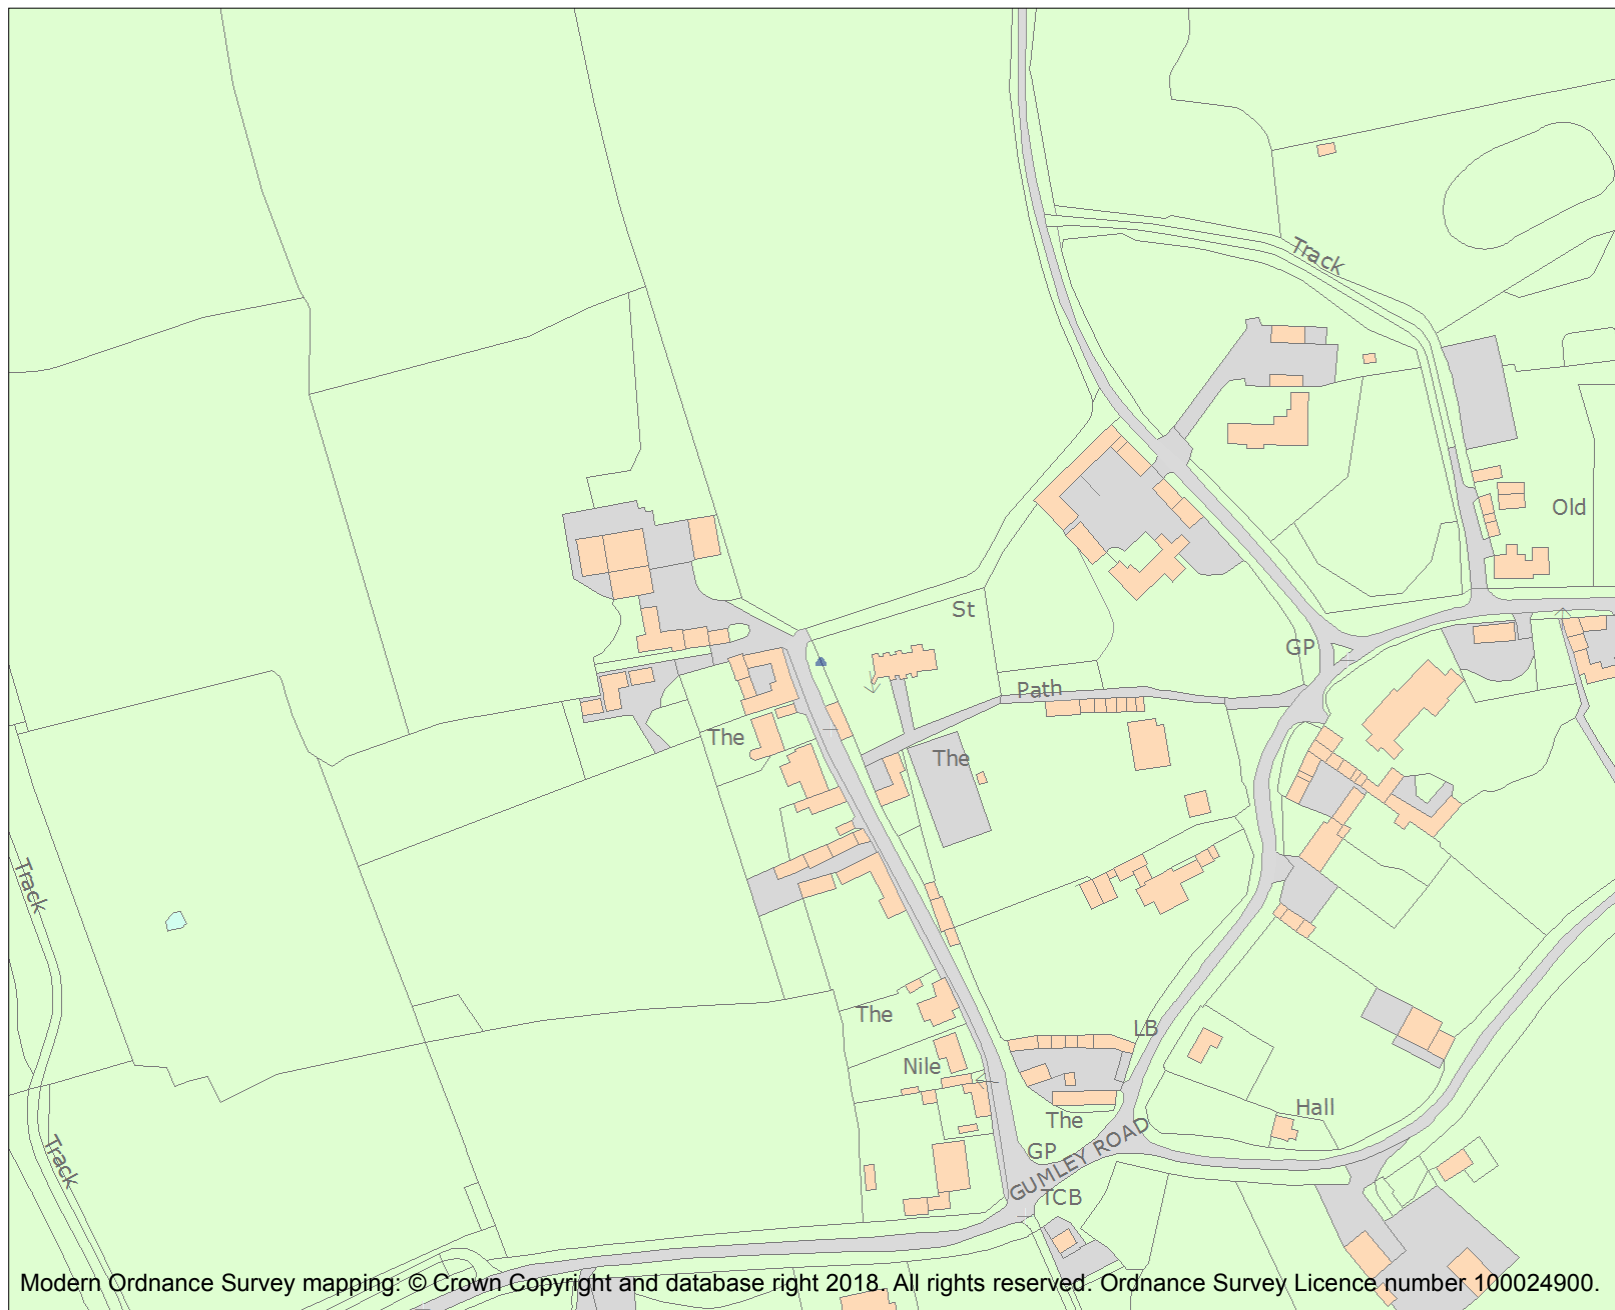 Track
Old
St
GP
Path
The
The
Track
The
LB
Nile
Hall
The
GUMLEY ROAD
GP
Track
TCB
Modern Ordnance Survey mapping: © Crown Copyright and database right 2018. All rights reserved. Ordnance Survey Licence number 100024900.